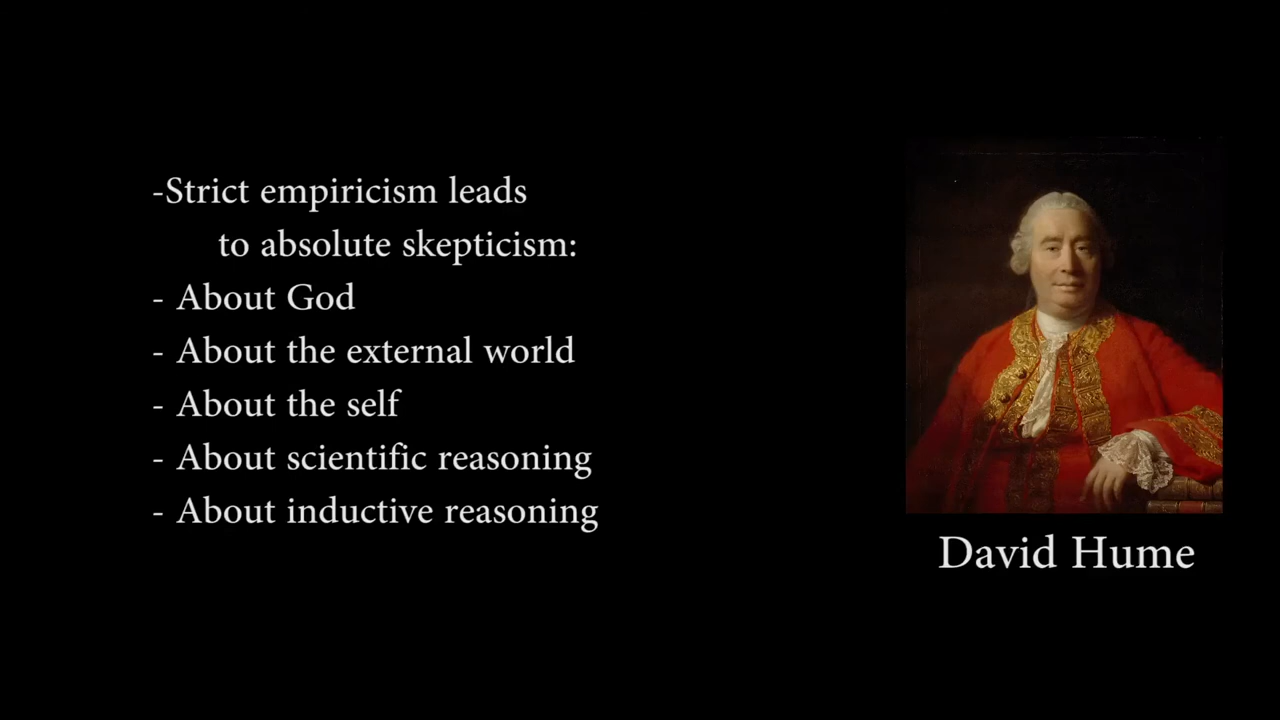 -Strict empiricism leads
to absolute skepticism:
- About God
- About the external world
- About the self
- About scientific reasoning
- About inductive reasoning
David Hume